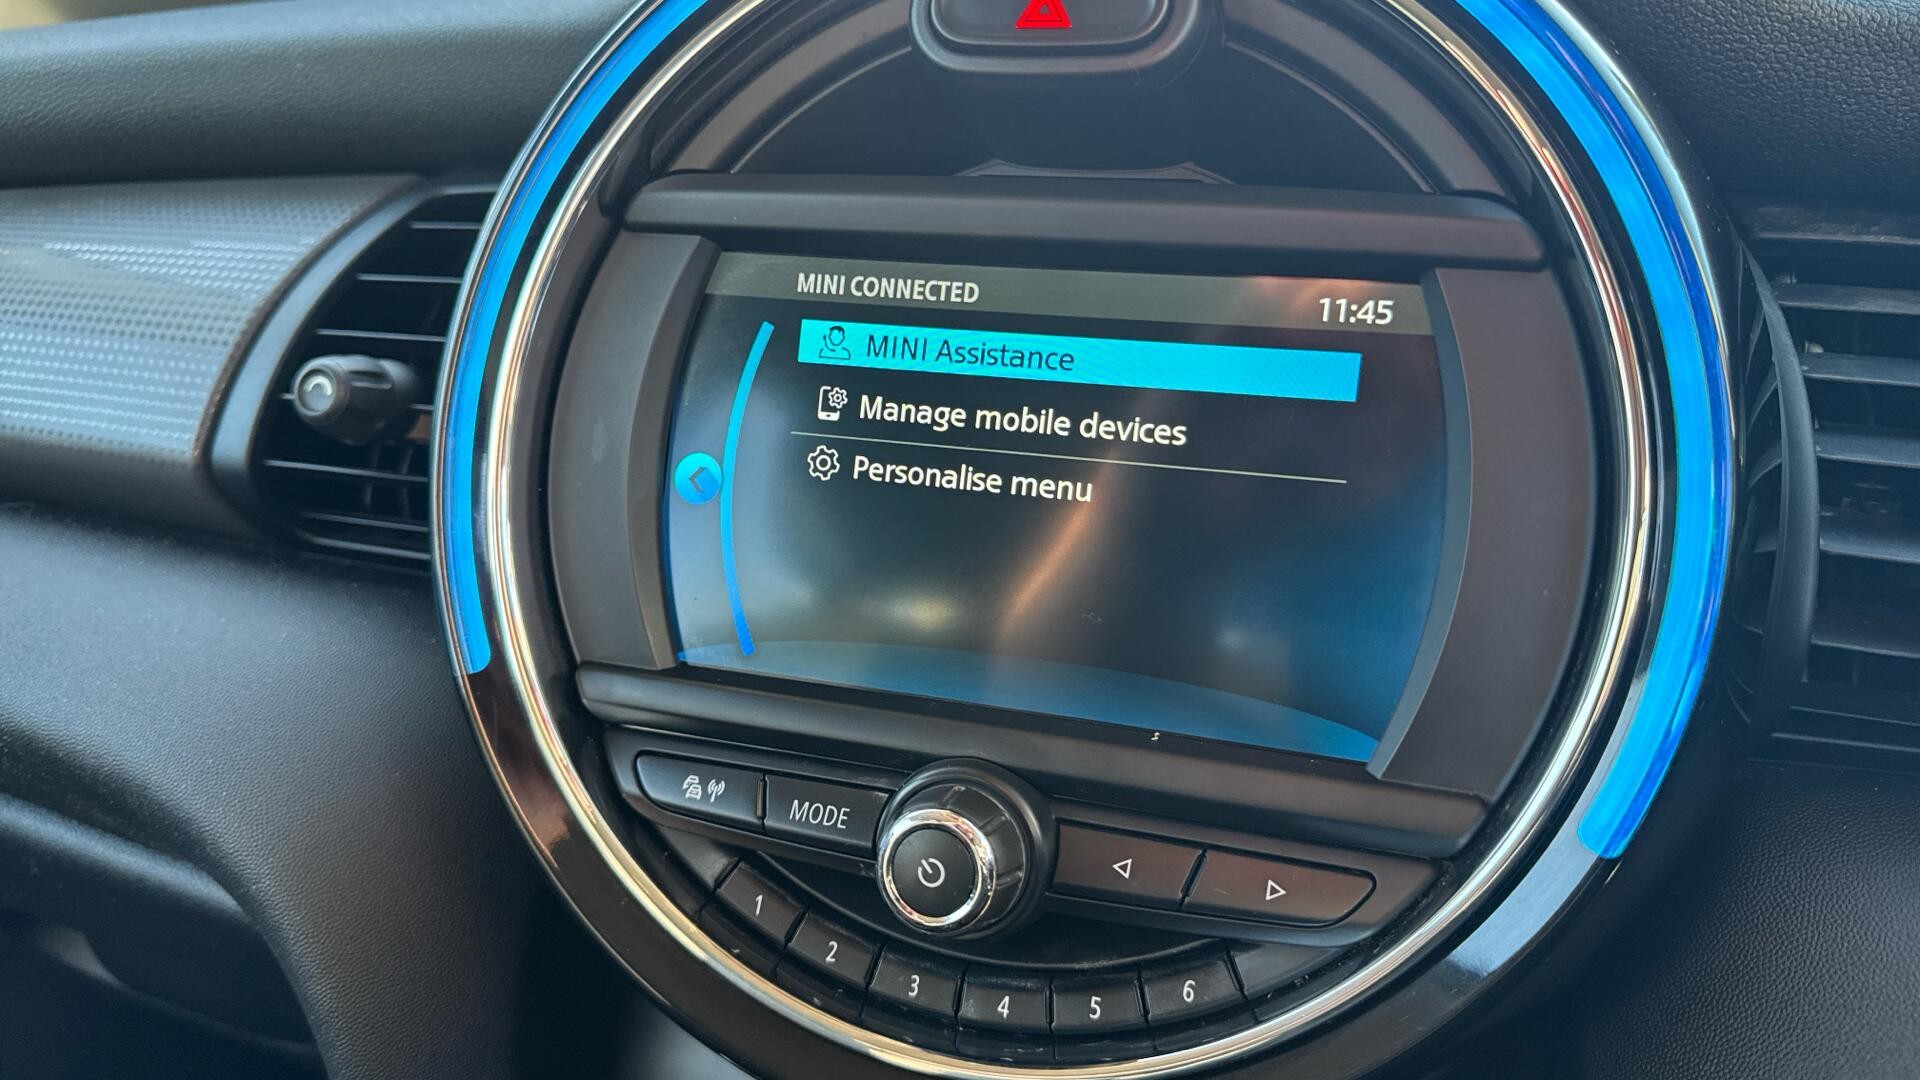 MINI CONNECTED
11:45
MINI Assistance
Manage mobile devices
Personalise menu
MODE
1
2
3
4
5
6